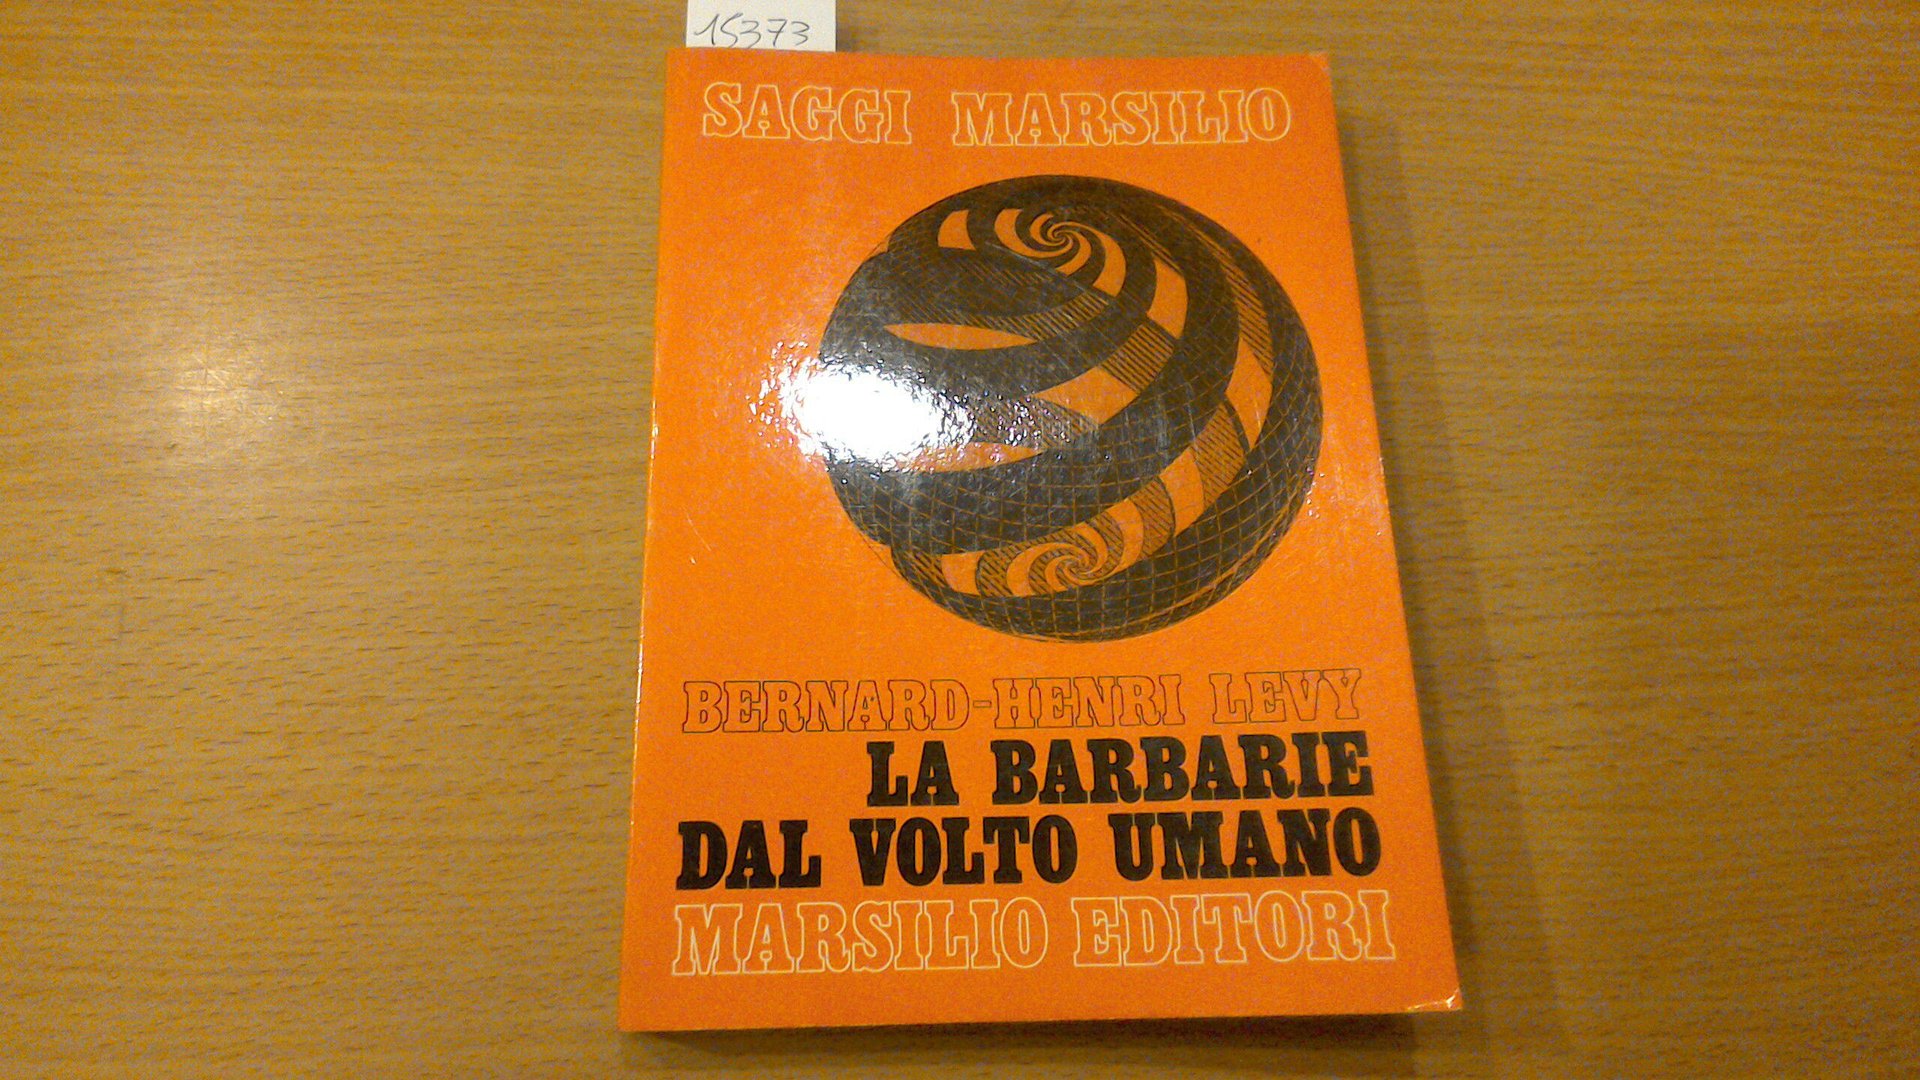 15373
SAGGI MARSILIO
BERNARD-HENRI LEVY
LA BARBARIE
DAL VOLTO UMANO
MARSILIO EDITORI